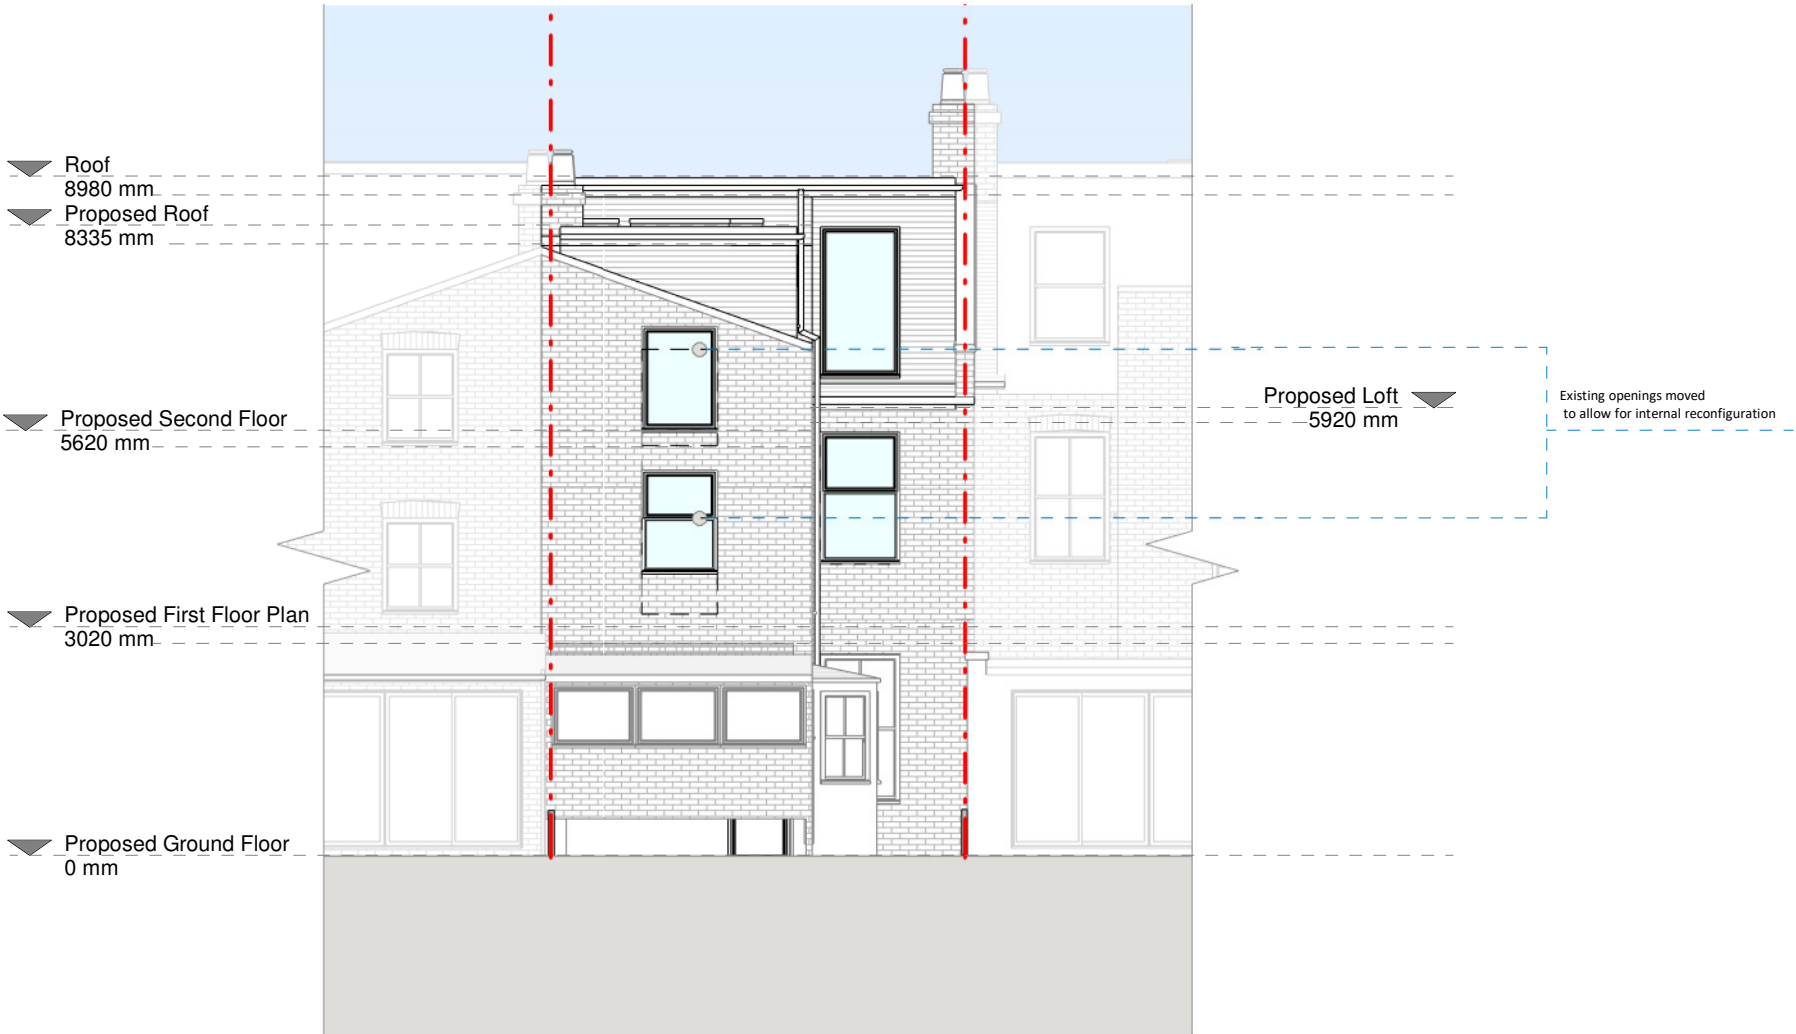 Roof
8980 mm
Proposed Roof
8335 mm
Proposed Second Floor
5620 mm
Proposed First Floor Plan
3020 mm
Proposed Ground Floor
0 mm
Proposed Loft
5920 mm
Existing openings moved
to allow for internal reconfiguration